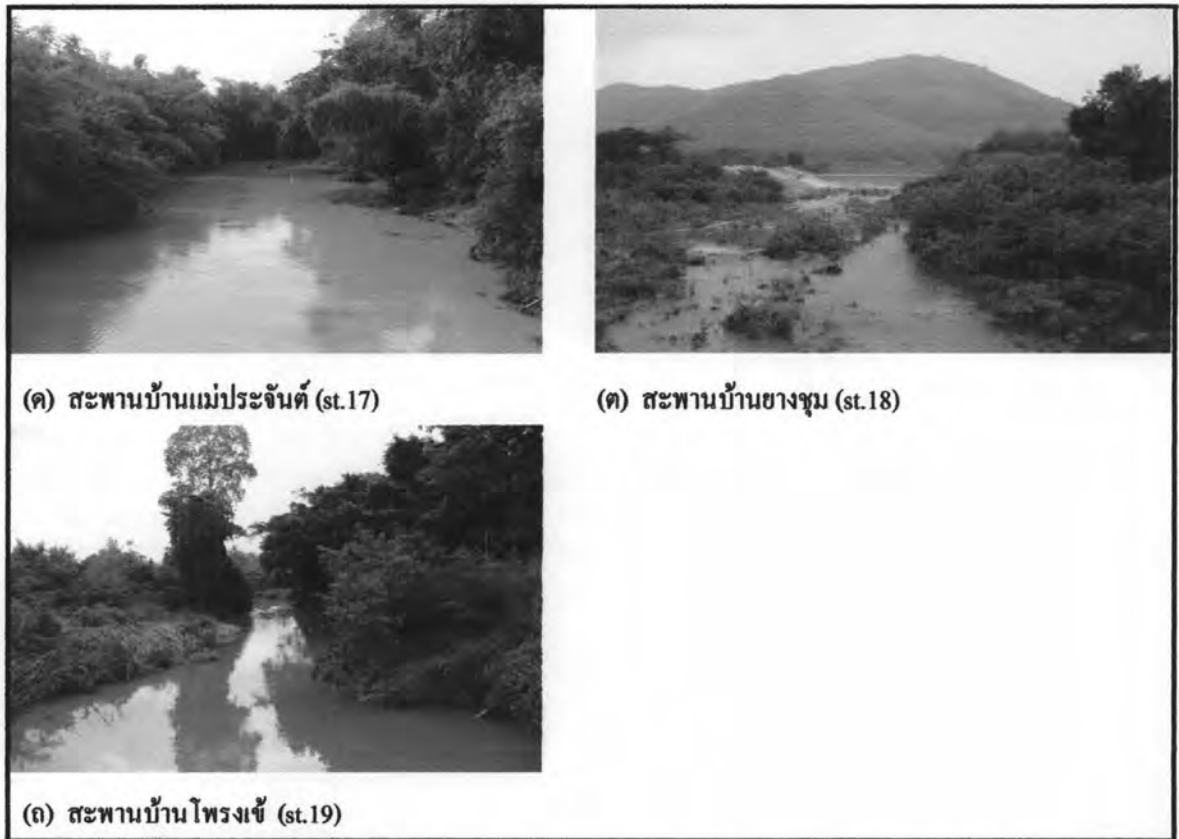 (ด) สะพานบ้านแม่ประจันต์ (st.17)
(ต) สะพานบ้านยางชุม (st.18)
(ถ) สะพานบ้านโพรงเข้ (st.19)